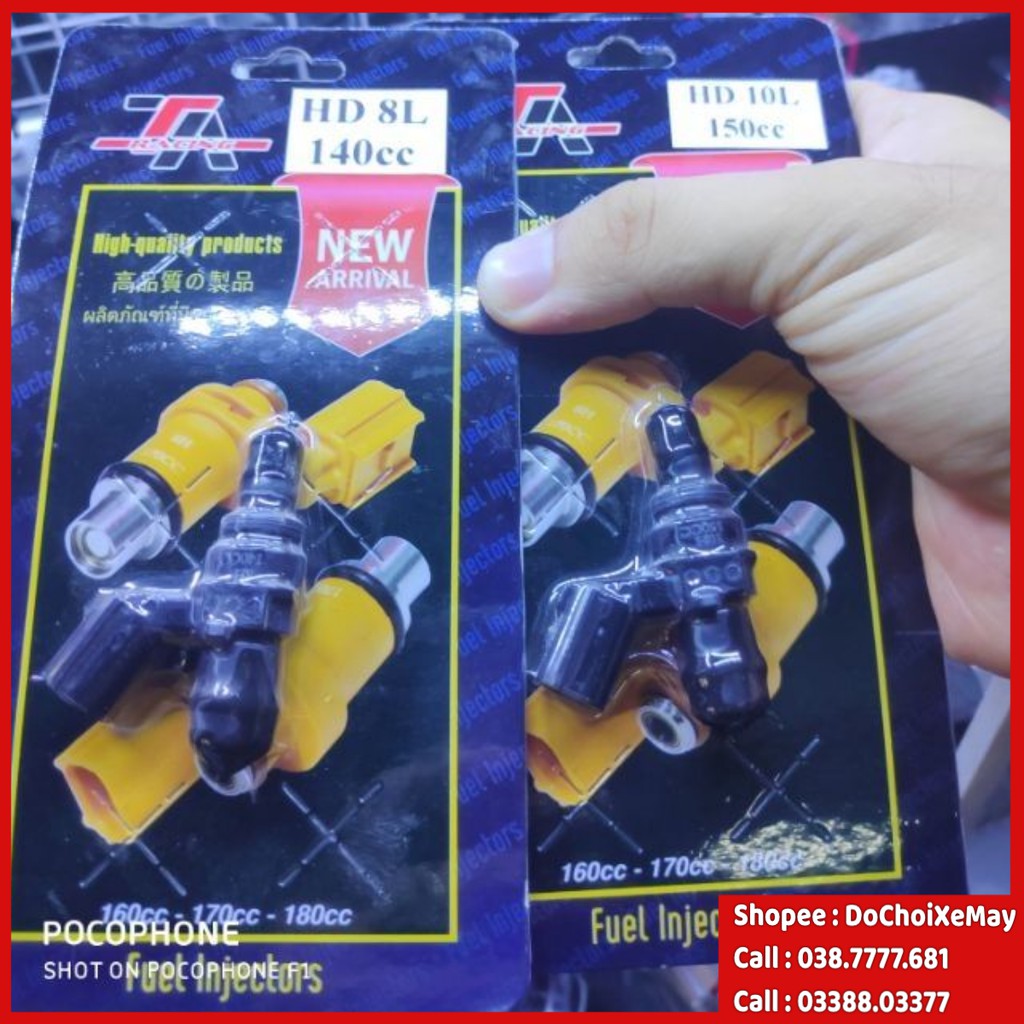 Fuel Injectors
TA
RACING
HD 8L
140cc
High-quality products
高品質の製品
NEW
ARRIVAL
160cc - 170cc - 180cc
Fuel Injectors
HD 10L
150cc
RACING
160cc - 170cc - 180cc
POCOPHONE
SHOT ON POCOPHONE F1
Shopee : DoChoiXeMay
Call : 038.7777.681
Call : 03388.03377